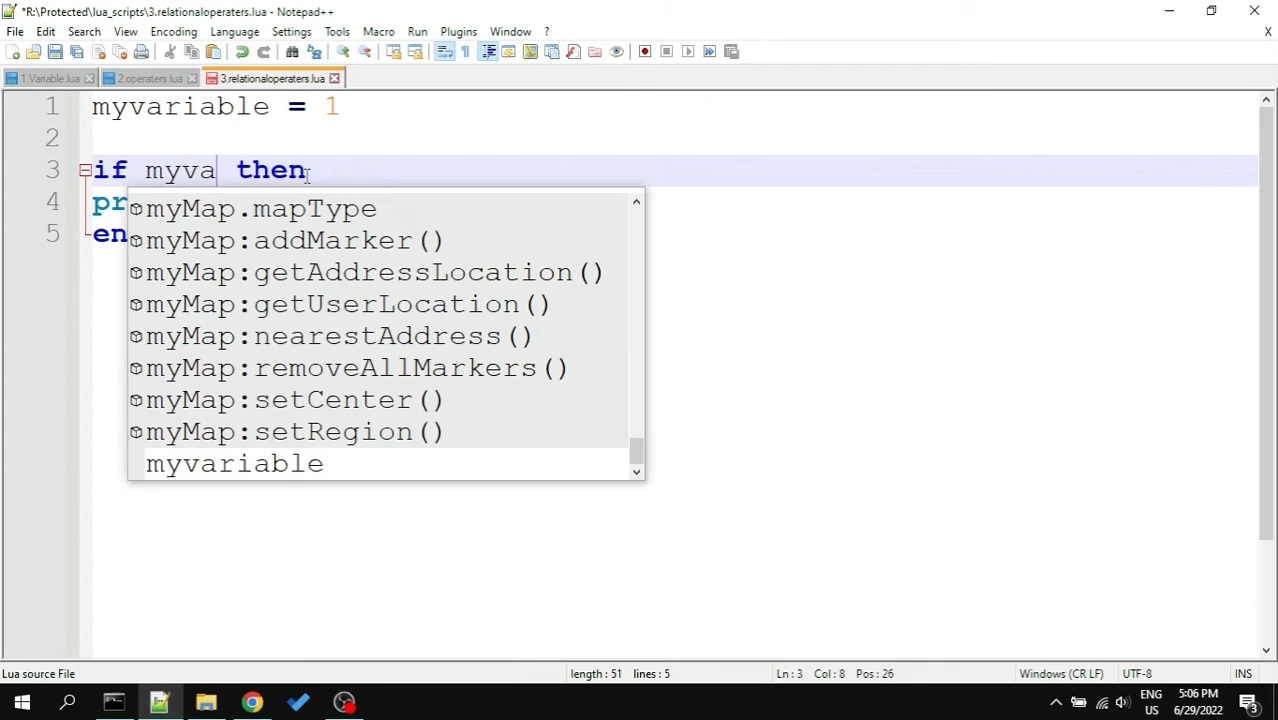 *R:\Protected\lua_scripts\3.relationaloperaters.lua - Notepad++
File Edit Search View Encoding Language Settings Tools Macro Run Plugins Window ? X
1.Variable.lua 2.operaters.lua 3.relationaloperaters.lua
1 myvariable = 1
2
3 if myva then
4 pr
5 en
myMap.mapType
myMap:addMarker()
myMap:getAddressLocation()
myMap:getUserLocation()
myMap:nearestAddress()
myMap:removeAllMarkers()
myMap:setCenter()
myMap:setRegion()
myvariable
Lua source File length : 51 lines : 5 Ln : 3 Col : 8 Pos : 26 Windows (CR LF) UTF-8 INS
ENG 5:06 PM
US 6/29/2022 3